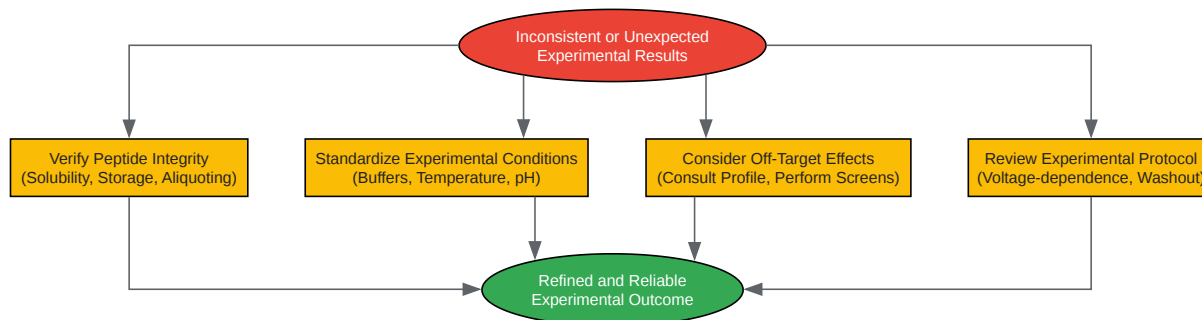 Inconsistent or Unexpected
Experimental Results
Verify Peptide Integrity
(Solubility, Storage, Aliquoting)
Standardize Experimental Conditions
(Buffers, Temperature, pH)
Consider Off-Target Effects
(Consult Profile, Perform Screens)
Review Experimental Protocol
(Voltage-dependence, Washout)
Refined and Reliable
Experimental Outcome